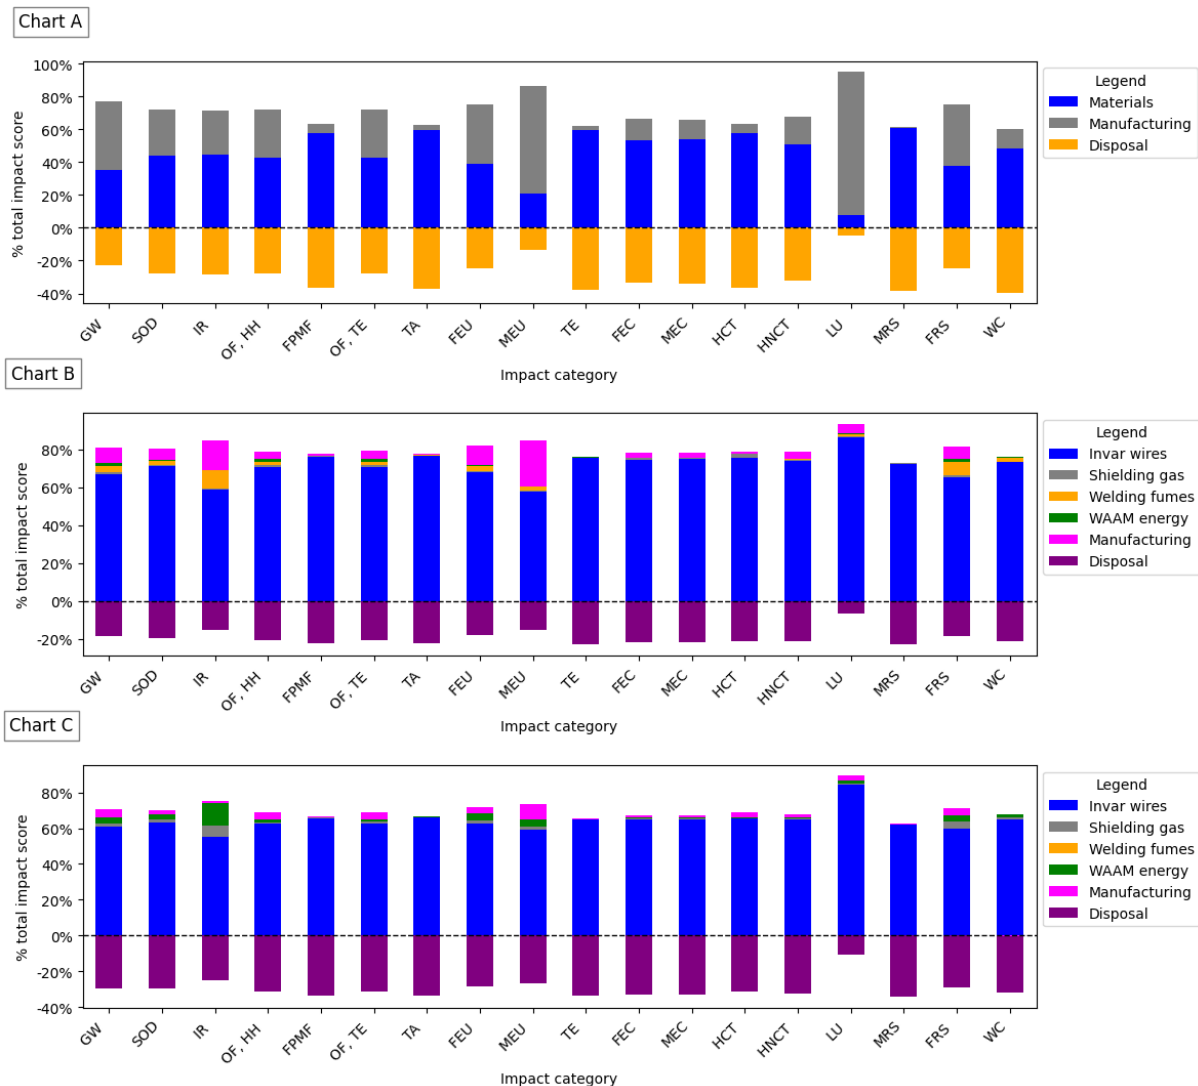 Chart A
100%
80%
60%
40%
20%
0%
-20%
-40%
% total impact score
GW
SOD
IR
OF, HH
FPMF
OF, TE
TA
FEU
MEU
TE
FEC
MEC
HCT
HNCT
LU
MRS
FRS
WC
Impact category
Legend
Materials
Manufacturing
Disposal
Chart B
80%
60%
40%
20%
0%
-20%
% total impact score
GW
SOD
IR
OF, HH
FPMF
OF, TE
TA
FEU
MEU
TE
FEC
MEC
HCT
HNCT
LU
MRS
FRS
WC
Impact category
Legend
Invar wires
Shielding gas
Welding fumes
WAAM energy
Manufacturing
Disposal
Chart C
80%
60%
40%
20%
0%
-20%
-40%
% total impact score
GW
SOD
IR
OF, HH
FPMF
OF, TE
TA
FEU
MEU
TE
FEC
MEC
HCT
HNCT
LU
MRS
FRS
WC
Impact category
Legend
Invar wires
Shielding gas
Welding fumes
WAAM energy
Manufacturing
Disposal